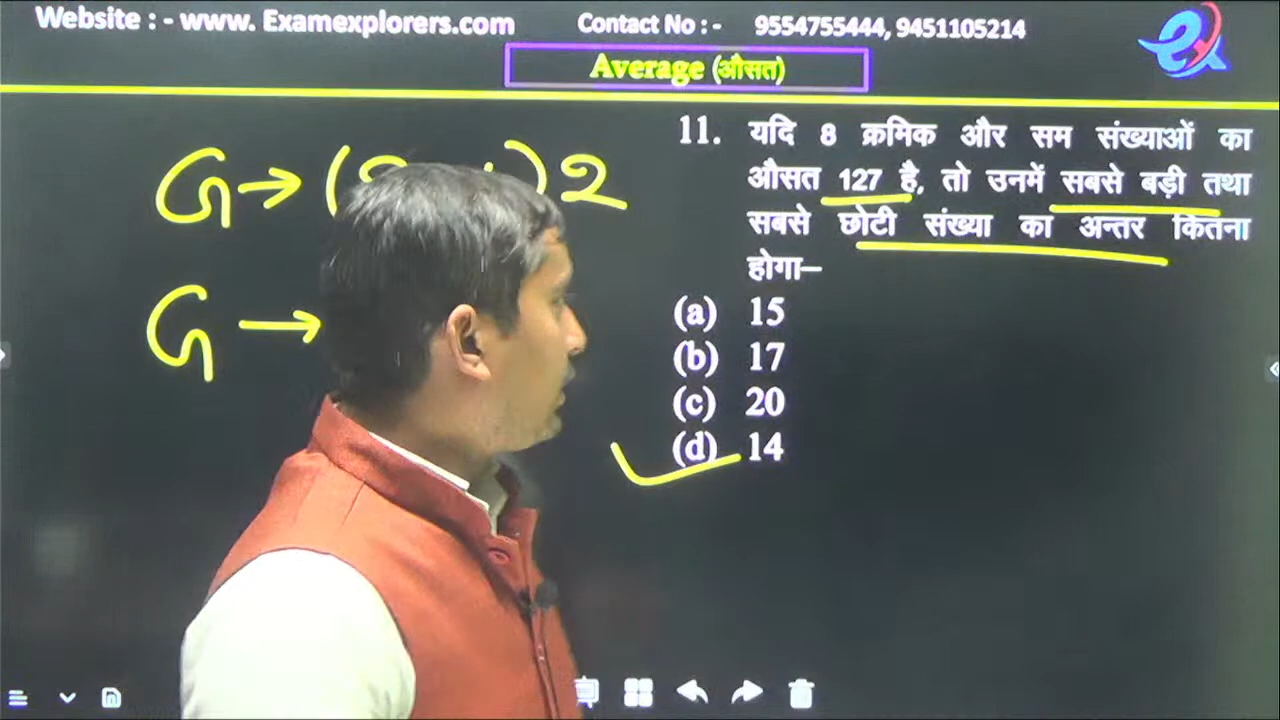 Website : - www. Examexplorers.com Contact No : - 9554755444, 9451105214
Average (औसत)
ex
11. यदि 8 क्रमिक और सम संख्याओं का
औसत 127 है, तो उनमें सबसे बड़ी तथा
सबसे छोटी संख्या का अन्तर कितना
होगा–
(a) 15
(b) 17
(c) 20
(d) 14
G → ( ) 2
G →